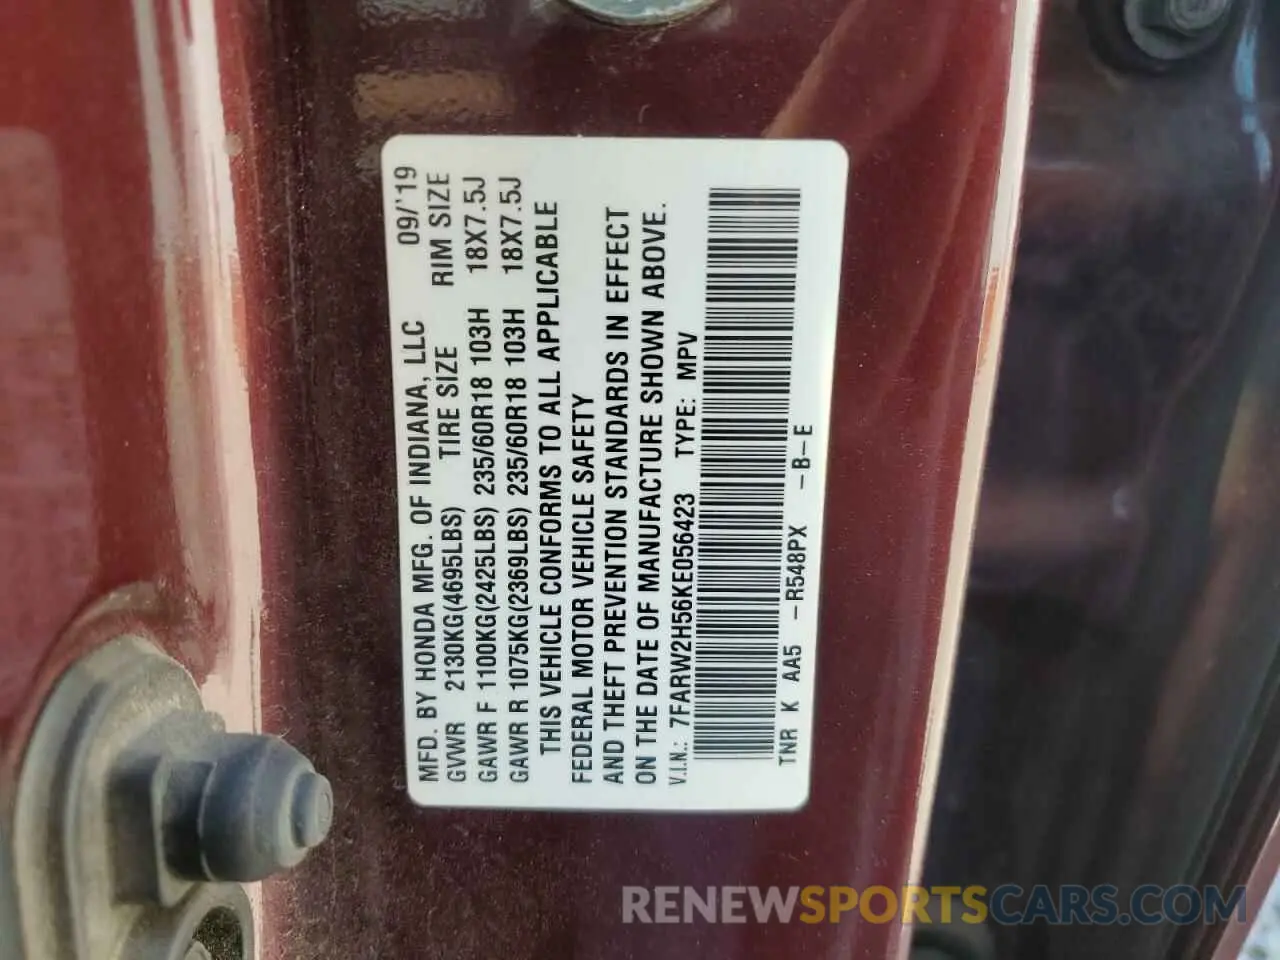 MFD. BY HONDA MFG. OF INDIANA, LLC 09/'19
GVWR 2130KG(4695LBS) TIRE SIZE RIM SIZE
GAWR F 1100KG(2425LBS) 235/60R18 103H 18X7.5J
GAWR R 1075KG(2369LBS) 235/60R18 103H 18X7.5J
THIS VEHICLE CONFORMS TO ALL APPLICABLE
FEDERAL MOTOR VEHICLE SAFETY
AND THEFT PREVENTION STANDARDS IN EFFECT
ON THE DATE OF MANUFACTURE SHOWN ABOVE.
V.I.N.: 7FARW2H56KE056423 TYPE: MPV
TNR K AA5 -R548PX -B-E
RENEWSPORTSCARS.COM